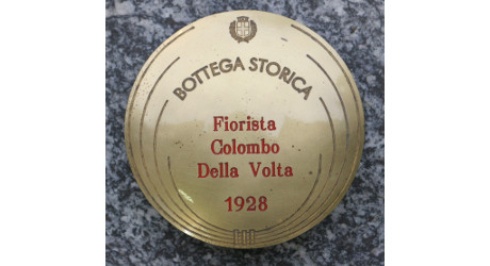 BOTTEGA STORICA
Fiorista
Colombo
Della Volta
1928